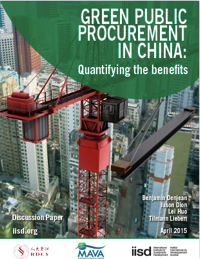 GREEN PUBLIC
PROCUREMENT
IN CHINA:
Quantifying the benefits
Benjamin Denjean
Jason Dion
Lei Huo
Tilmann Liebert
Discussion Paper
iisd.org
April 2015
MAVA
iisd